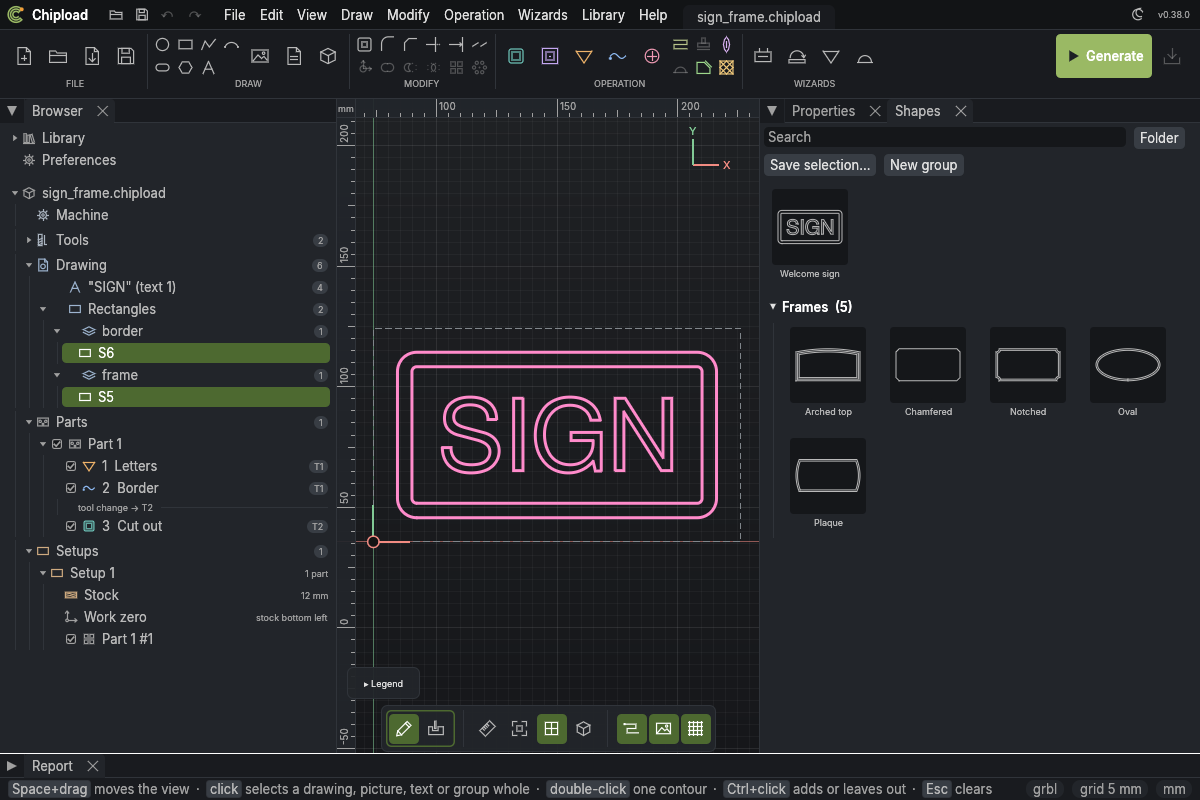 Chipload
File Edit View Draw Modify Operation Wizards Library Help
sign_frame.chipload
v0.38.0
FILE
DRAW
MODIFY
OPERATION
WIZARDS
Generate
Browser
Library
Preferences
sign_frame.chipload
Machine
Tools 2
Drawing 6
"SIGN" (text 1) 4
Rectangles 2
border 1
S6
frame 1
S5
Parts 1
Part 1
1 Letters T1
2 Border T1
tool change → T2
3 Cut out T2
Setups 1
Setup 1 1 part
Stock 12 mm
Work zero stock bottom left
Part 1 #1
mm 100 150 200
200
150
100
50
0
-50
Y
X
SIGN
Legend
Properties
Shapes
Search
Folder
Save selection...
New group
SIGN
Welcome sign
Frames (5)
Arched top
Chamfered
Notched
Oval
Plaque
Report
Space+drag moves the view · click selects a drawing, picture, text or group whole · double-click one contour · Ctrl+click adds or leaves out · Esc clears
grbl
grid 5 mm
mm